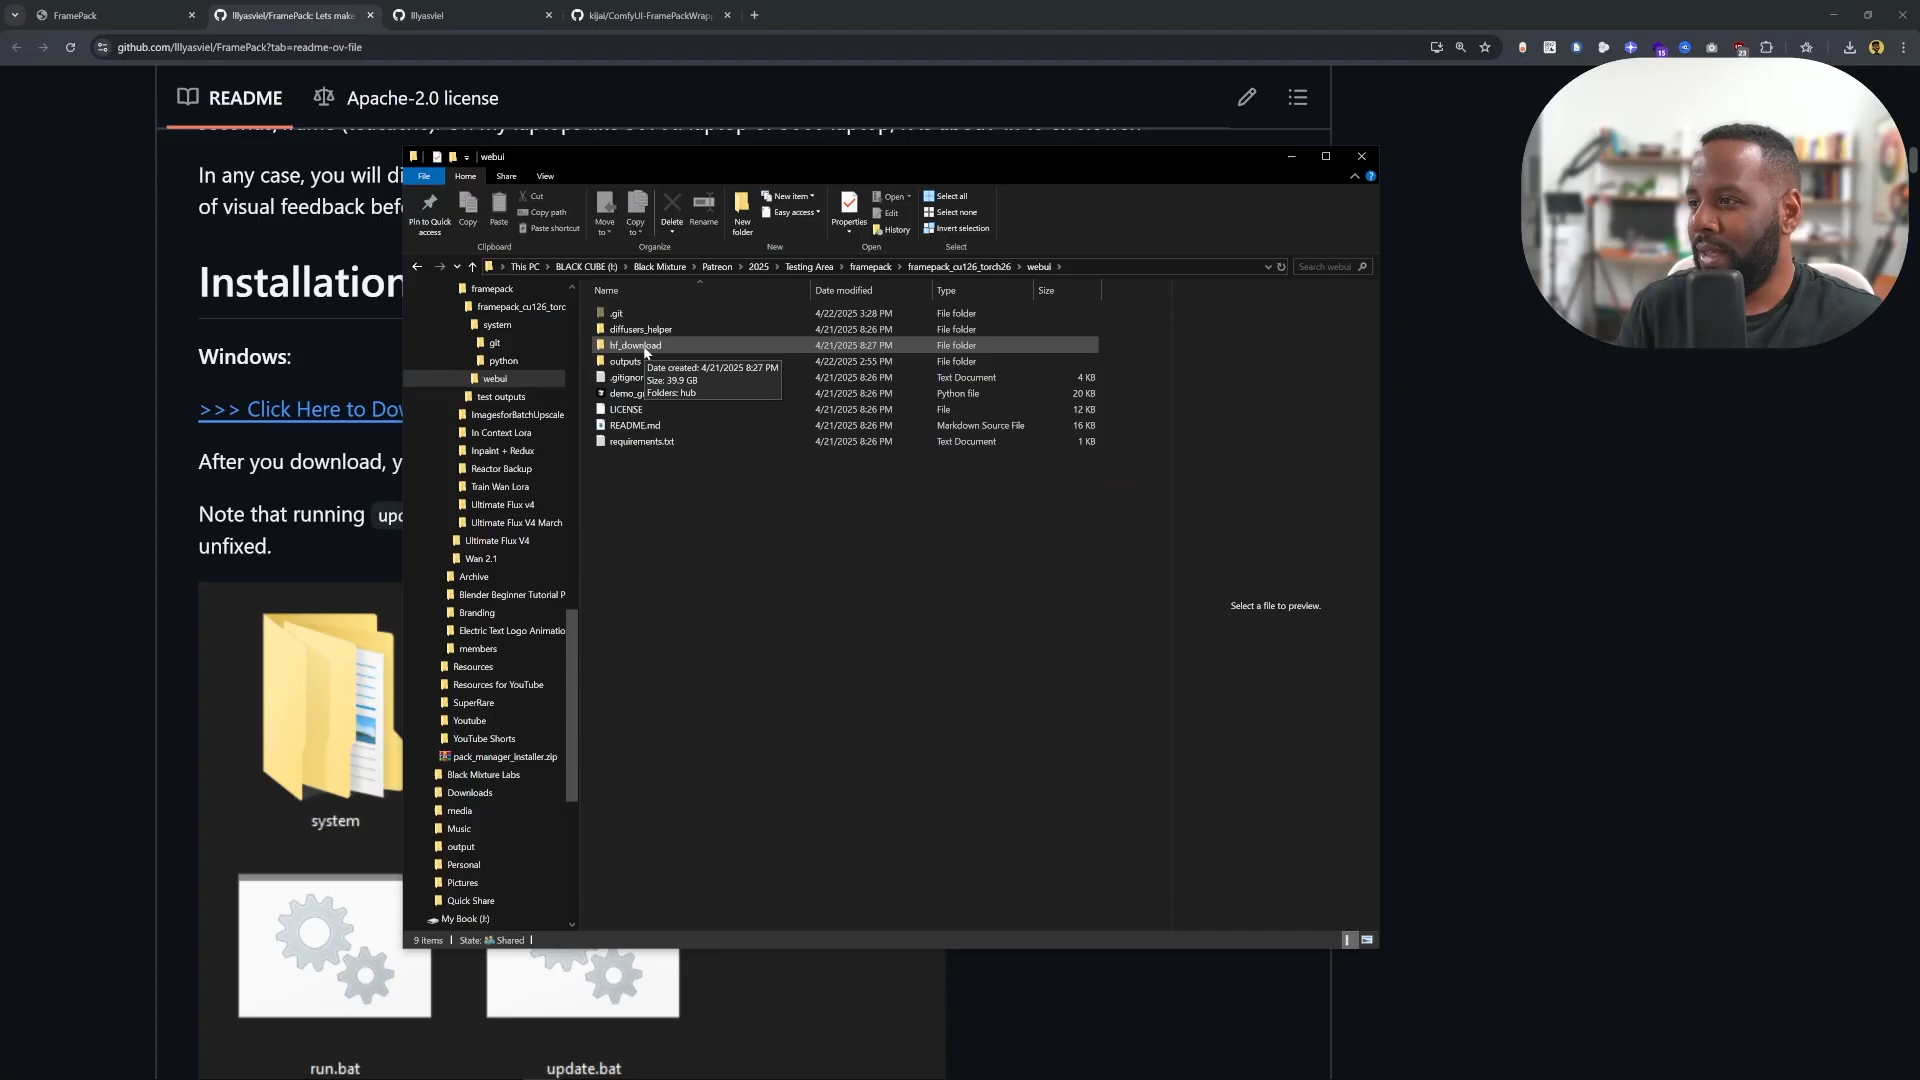 FramePack
lllyasviel/FramePack: Lets make
lllyasviel
kijai/ComfyUI-FramePackWrap
github.com/lllyasviel/FramePack?tab=readme-ov-file
15
23
README
Apache-2.0 license
In any case, you will di
of visual feedback befo
Installation
Windows:
>>> Click Here to Dow
After you download, y
Note that running upd
unfixed.
system
run.bat
update.bat
webui
File
Home
Share
View
Pin to Quick access
Copy
Paste
Cut
Copy path
Paste shortcut
Clipboard
Move to
Copy to
Delete
Rename
Organize
New folder
New item
Easy access
New
Properties
Open
Edit
History
Open
Select all
Select none
Invert selection
Select
This PC > BLACK CUBE (I:) > Black Mixture > Patreon > 2025 > Testing Area > framepack > framepack_cu126_torch26 > webui >
Search webui
framepack
framepack_cu126_torc
system
git
python
webui
test outputs
ImagesforBatchUpscale
In Context Lora
Inpaint + Redux
Reactor Backup
Train Wan Lora
Ultimate Flux v4
Ultimate Flux V4 March
Ultimate Flux V4
Wan 2.1
Archive
Blender Beginner Tutorial P
Branding
Electric Text Logo Animatio
members
Resources
Resources for YouTube
SuperRare
Youtube
YouTube Shorts
pack_manager_installer.zip
Black Mixture Labs
Downloads
media
Music
output
Personal
Pictures
Quick Share
My Book (J:)
Name Date modified Type Size
.git 4/22/2025 3:28 PM File folder
diffusers_helper 4/21/2025 8:26 PM File folder
hf_download 4/21/2025 8:27 PM File folder
outputs 4/22/2025 2:55 PM File folder
.gitignor 4/21/2025 8:26 PM Text Document 4 KB
demo_gr 4/21/2025 8:26 PM Python file 20 KB
LICENSE 4/21/2025 8:26 PM File 12 KB
README.md 4/21/2025 8:26 PM Markdown Source File 16 KB
requirements.txt 4/21/2025 8:26 PM Text Document 1 KB
Date created: 4/21/2025 8:27 PM
Size: 39.9 GB
Folders: hub
Select a file to preview.
9 items
State: Shared